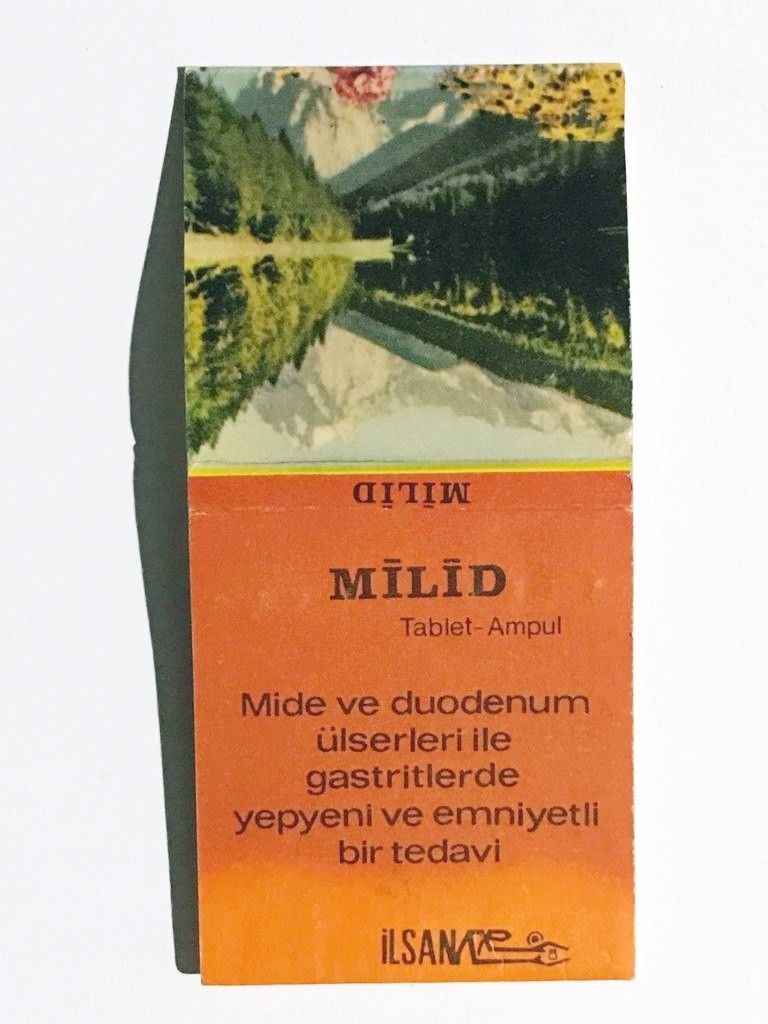 MİLİD
MİLİD
Tablet-Ampul
Mide ve duodenum
ülserleri ile
gastritlerde
yepyeni ve emniyetli
bir tedavi
İLSAN